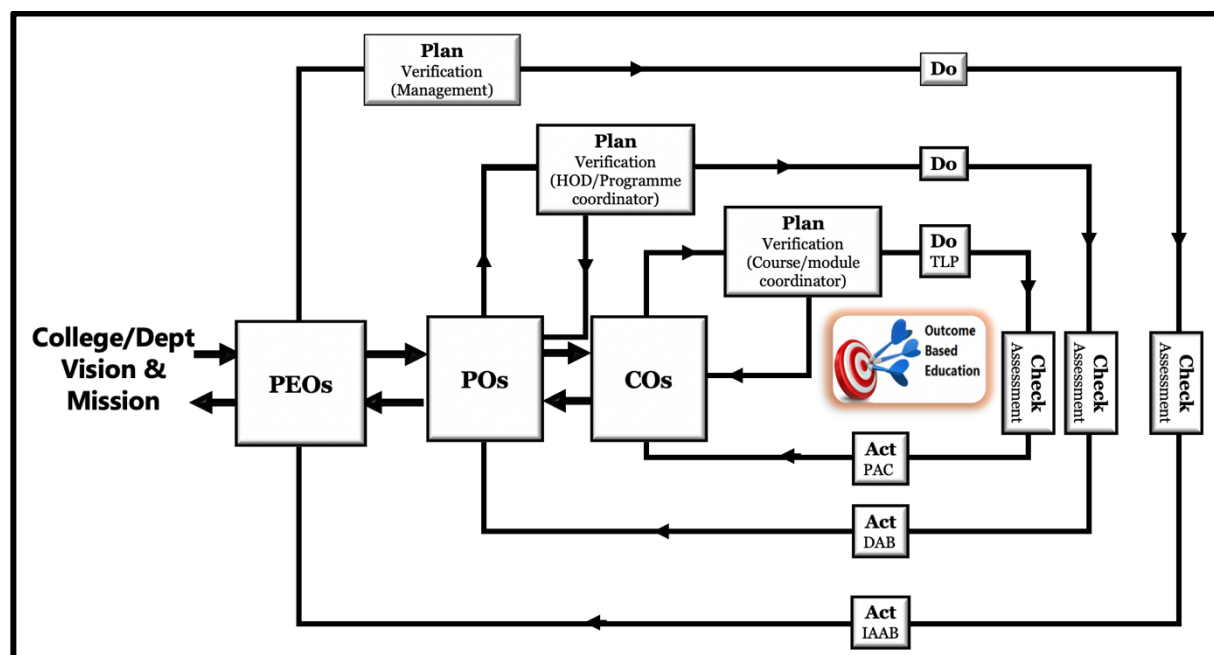 Plan
Verification
(Management)
Do
Plan
Verification
(HOD/Programme
coordinator)
Do
Plan
Verification
(Course/module
coordinator)
Do
TLP
College/Dept
Vision &
Mission
PEOs
POs
COs
Outcome
Based
Education
Check
Assessment
Check
Assessment
Check
Assessment
Act
PAC
Act
DAB
Act
IAAB